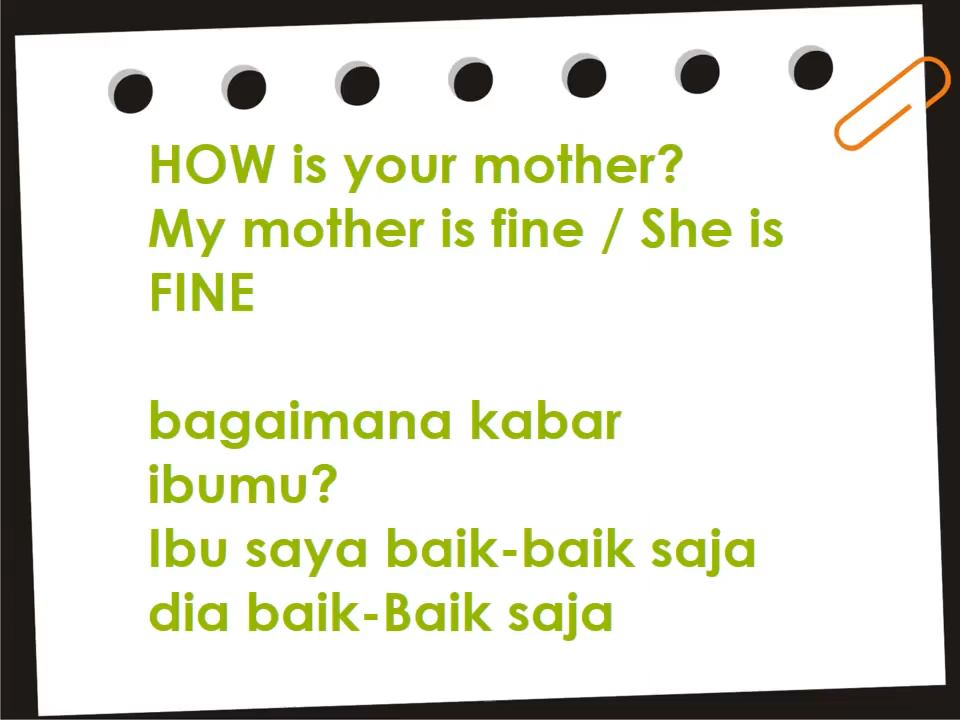 HOW is your mother?
My mother is fine / She is
FINE
bagaimana kabar
ibumu?
Ibu saya baik-baik saja
dia baik-Baik saja